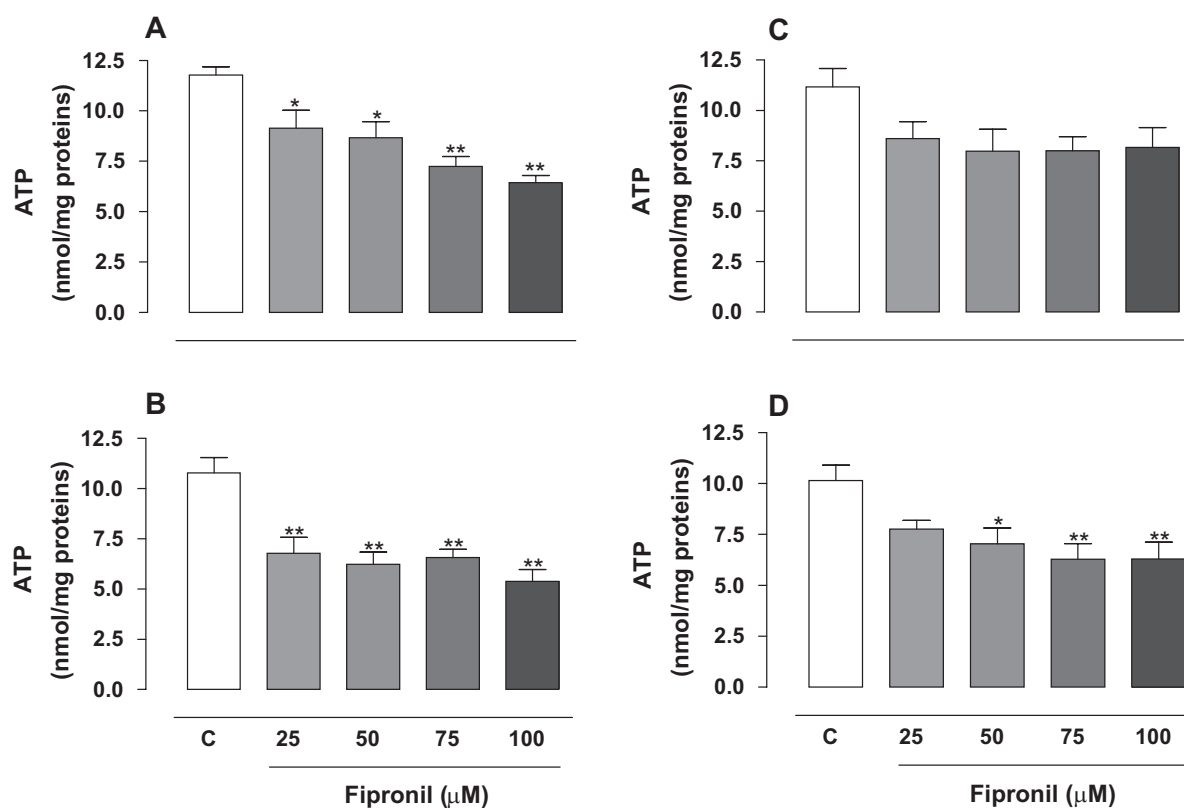 A
12.5
10.0
7.5
5.0
2.5
0.0
ATP
(nmol/mg proteins)
*
*
**
**
C
12.5
10.0
7.5
5.0
2.5
0.0
ATP
(nmol/mg proteins)
B
12.5
10.0
7.5
5.0
2.5
0.0
ATP
(nmol/mg proteins)
**
**
**
**
C 25 50 75 100
Fipronil (μM)
D
12.5
10.0
7.5
5.0
2.5
0.0
ATP
(nmol/mg proteins)
*
**
**
C 25 50 75 100
Fipronil (μM)